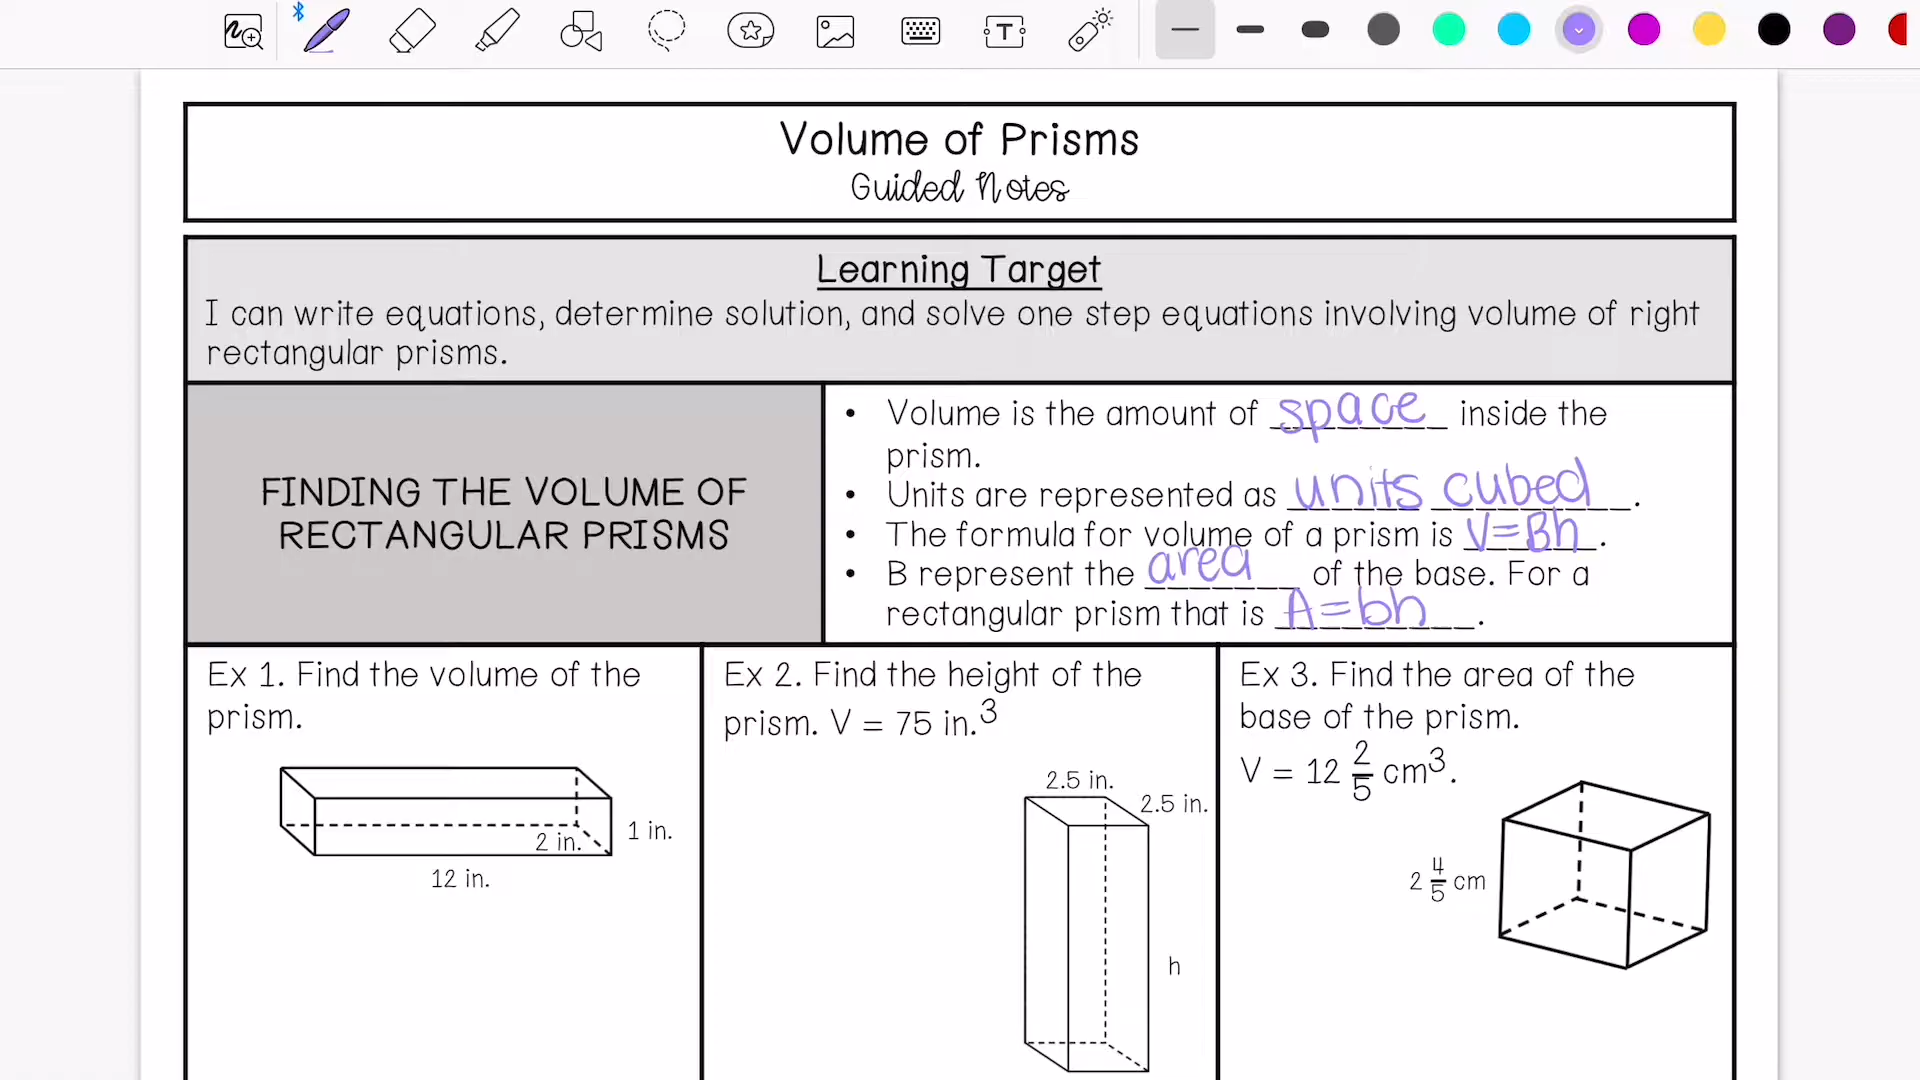 Volume of Prisms
Guided Notes
Learning Target
I can write equations, determine solution, and solve one step equations involving volume of right
rectangular prisms.
FINDING THE VOLUME OF
RECTANGULAR PRISMS
• Volume is the amount of space inside the
prism.
• Units are represented as units cubed.
• The formula for volume of a prism is V=Bh.
• B represent the area of the base. For a
rectangular prism that is A=bh.
Ex 1. Find the volume of the
prism.
2 in.
1 in.
12 in.
Ex 2. Find the height of the
prism. V = 75 in.³
2.5 in.
2.5 in.
h
Ex 3. Find the area of the
base of the prism.
V = 12 2/5 cm³.
2 4/5 cm